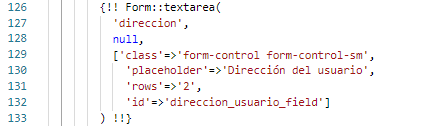 126 {!! Form::textarea(
127 'direccion',
128 null,
129 ['class'=>'form-control form-control-sm',
130 'placeholder'=>'Dirección del usuario',
131 'rows'=>'2',
132 'id'=>'direccion_usuario_field']
133 ) !!}